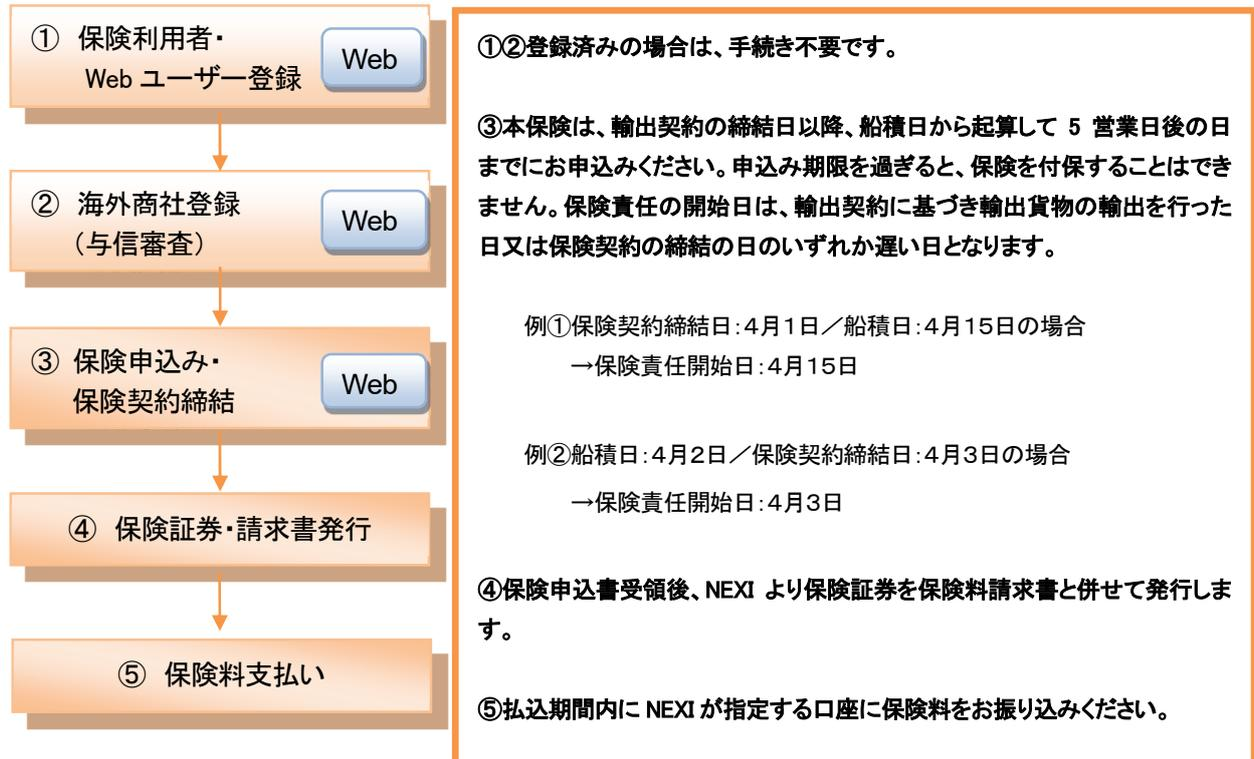 ① 保険利用者・
Web ユーザー登録
Web
② 海外商社登録
（与信審査）
Web
③ 保険申込み・
保険契約締結
Web
④ 保険証券・請求書発行
⑤ 保険料支払い
①②登録済みの場合は、手続き不要です。
③本保険は、輸出契約の締結日以降、船積日から起算して 5 営業日後の日
までにお申込みください。申込み期限を過ぎると、保険を付保することはでき
ません。保険責任の開始日は、輸出契約に基づき輸出貨物の輸出を行った
日又は保険契約の締結の日のいずれか遅い日となります。
例①保険契約締結日：４月１日／船積日：４月１５日の場合
→保険責任開始日：４月１５日
例②船積日：４月２日／保険契約締結日：４月３日の場合
→保険責任開始日：４月３日
④保険申込書受領後、NEXI より保険証券を保険料請求書と併せて発行しま
す。
⑤払込期間内に NEXI が指定する口座に保険料をお振り込みください。